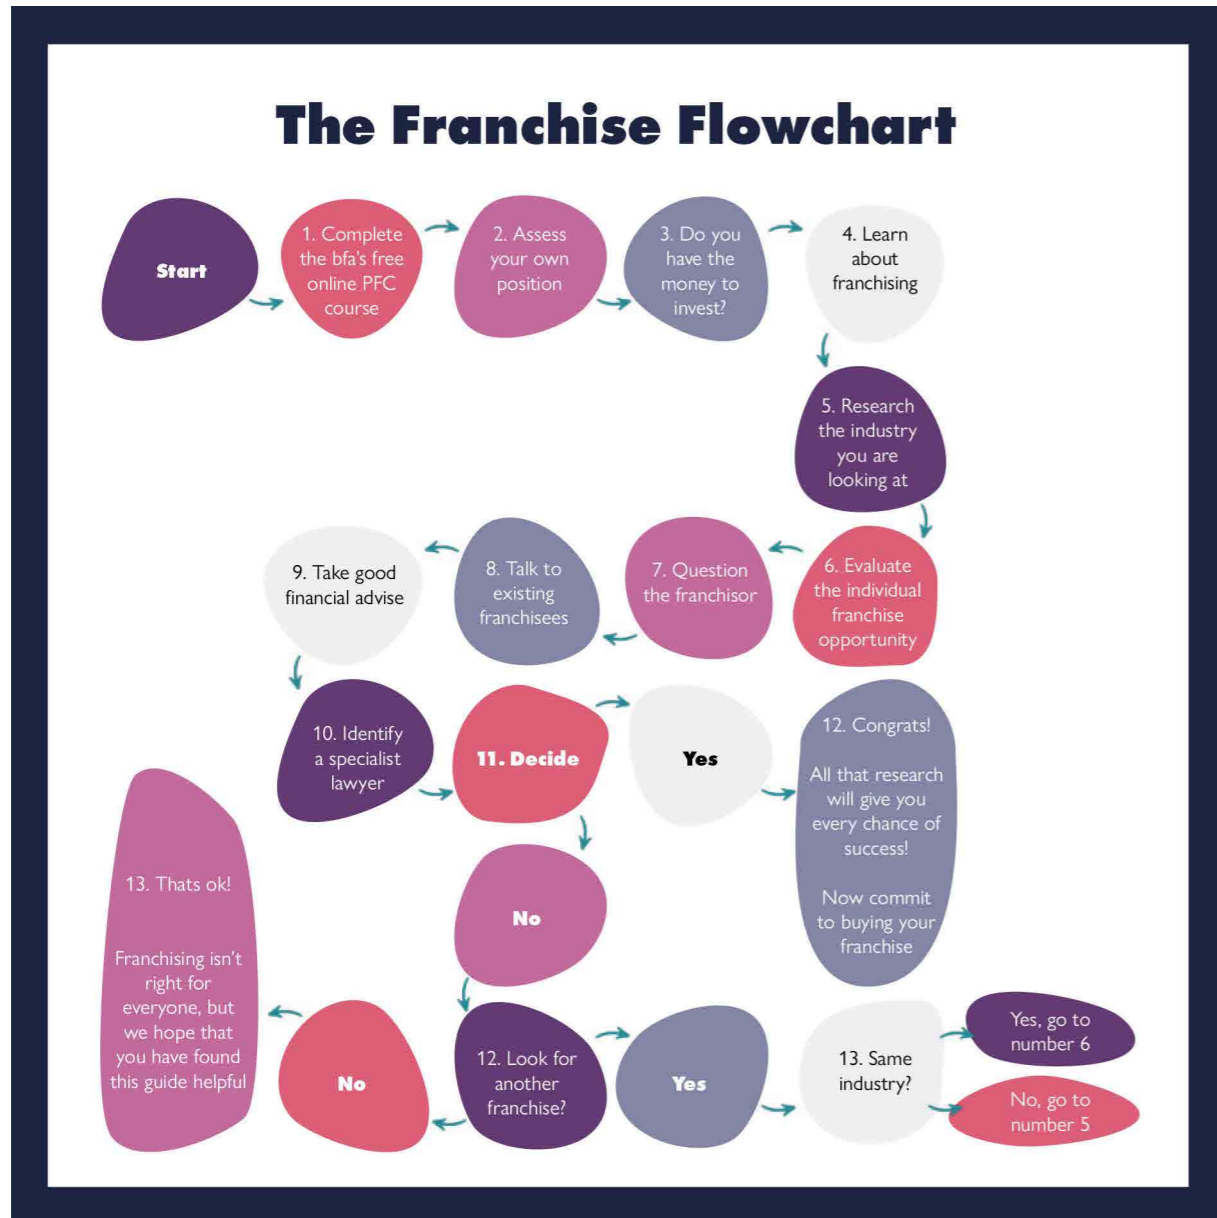 The Franchise Flowchart
Start
1. Complete
the bfa's free
online PFC
course
2. Assess
your own
position
3. Do you
have the
money to
invest?
4. Learn
about
franchising
5. Research
the industry
you are
looking at
6. Evaluate
the individual
franchise
opportunity
7. Question
the franchisor
8. Talk to
existing
franchisees
9. Take good
financial advise
10. Identify
a specialist
lawyer
11. Decide
Yes
12. Congrats!
All that research
will give you
every chance of
success!
Now commit
to buying your
franchise
No
12. Look for
another
franchise?
Yes
13. Same
industry?
Yes, go to
number 6
No, go to
number 5
No
13. Thats ok!
Franchising isn't
right for
everyone, but
we hope that
you have found
this guide helpful